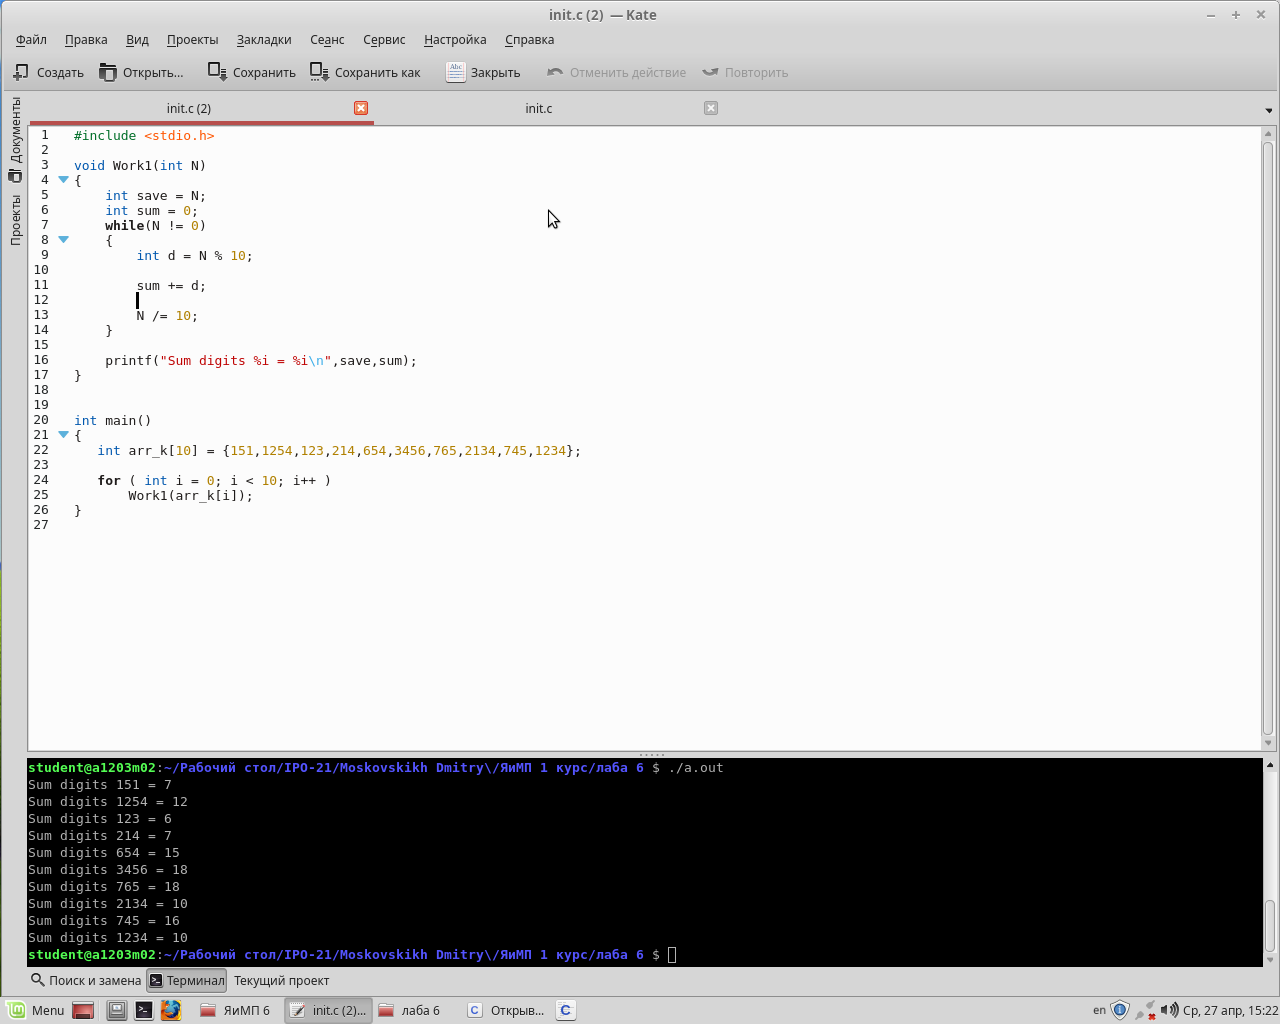 init.c (2) — Kate
Файл Правка Вид Проекты Закладки Сеанс Сервис Настройка Справка
Создать Открыть... Сохранить Сохранить как Abc Закрыть Отменить действие Повторить
Документы
Проекты
init.c (2) init.c
1 #include <stdio.h>
2
3 void Work1(int N)
4 {
5 int save = N;
6 int sum = 0;
7 while(N != 0)
8 {
9 int d = N % 10;
10
11 sum += d;
12
13 N /= 10;
14 }
15
16 printf("Sum digits %i = %i\n",save,sum);
17 }
18
19
20 int main()
21 {
22 int arr_k[10] = {151,1254,123,214,654,3456,765,2134,745,1234};
23
24 for ( int i = 0; i < 10; i++ )
25 Work1(arr_k[i]);
26 }
27
student@a1203m02:~/Рабочий стол/IPO-21/Moskovskikh Dmitry\/ЯиМП 1 курс/лаба 6 $ ./a.out
Sum digits 151 = 7
Sum digits 1254 = 12
Sum digits 123 = 6
Sum digits 214 = 7
Sum digits 654 = 15
Sum digits 3456 = 18
Sum digits 765 = 18
Sum digits 2134 = 10
Sum digits 745 = 16
Sum digits 1234 = 10
student@a1203m02:~/Рабочий стол/IPO-21/Moskovskikh Dmitry\/ЯиМП 1 курс/лаба 6 $
Поиск и замена Терминал Текущий проект
Menu ЯиМП 6 init.c (2)... лаба 6 C Открыв... C en Ср, 27 апр, 15:22